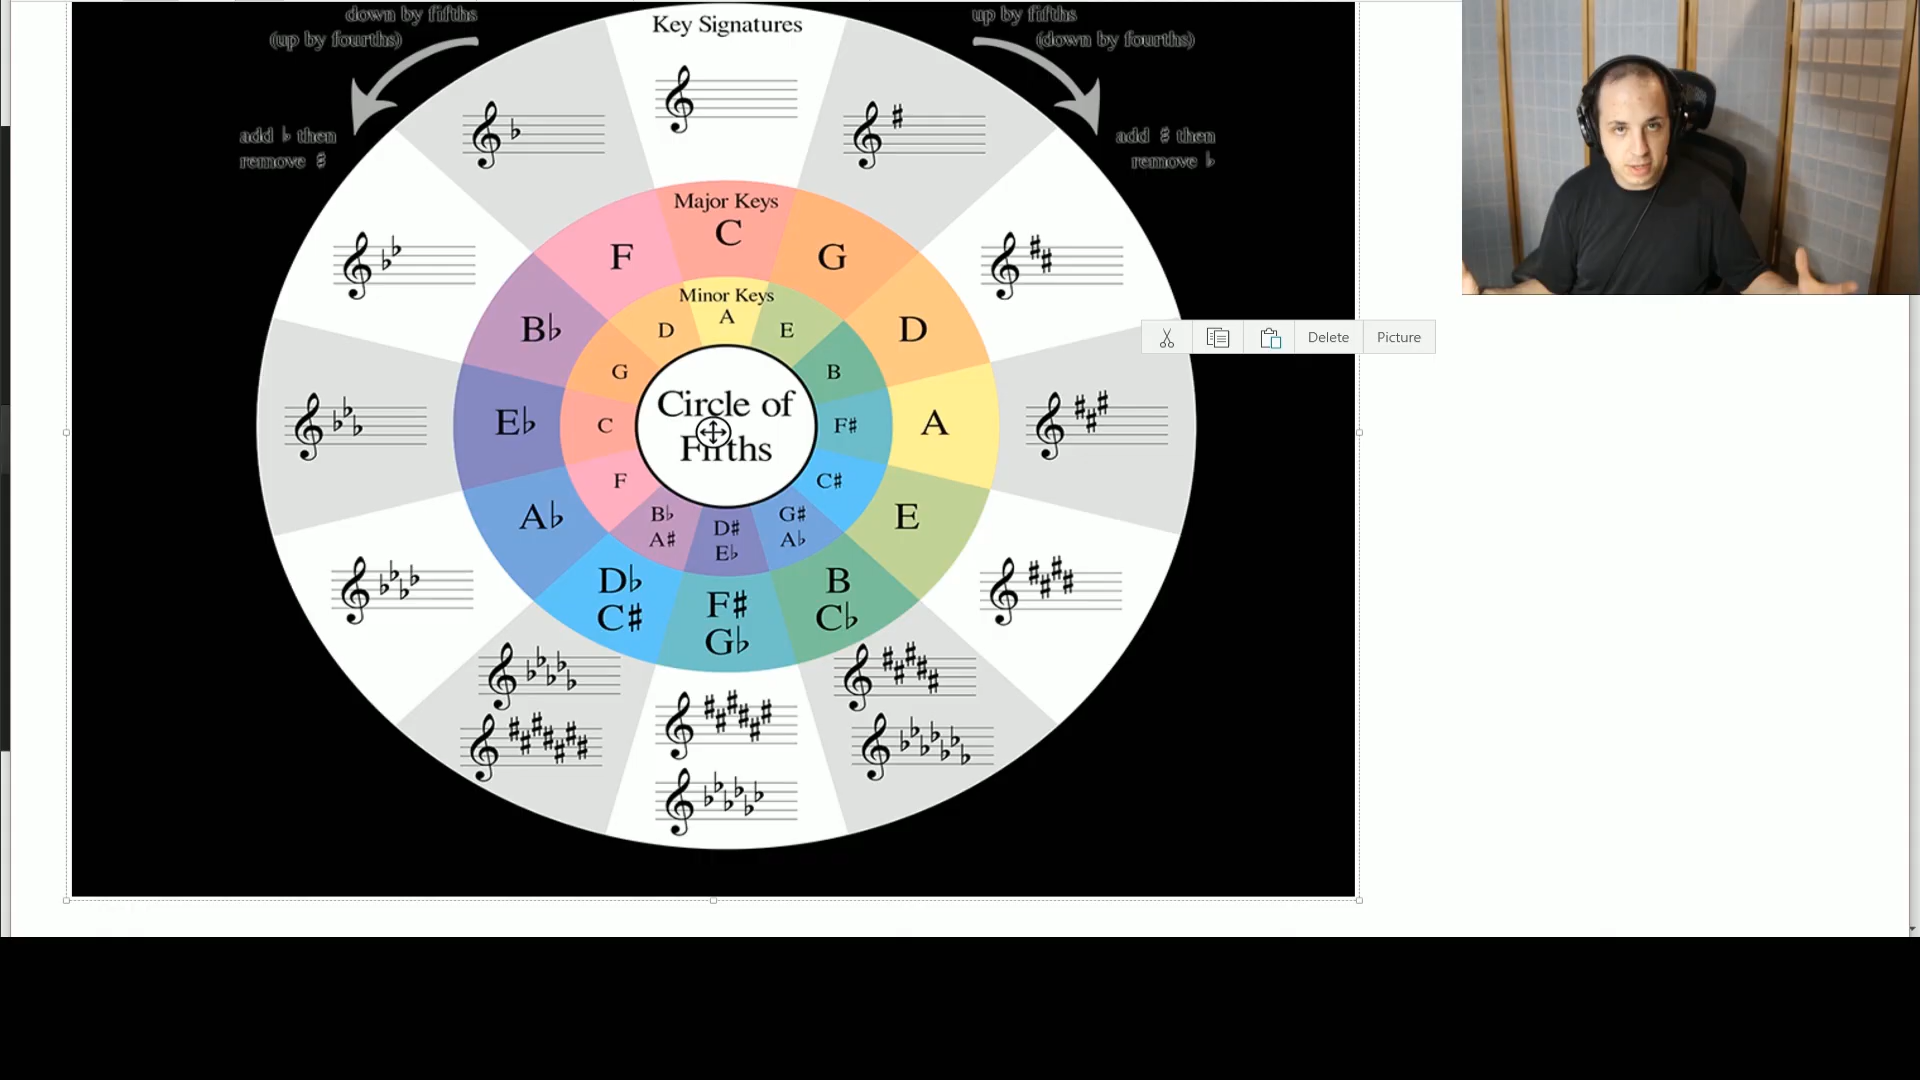 down by fifths
(up by fourths)
add ♭ then
remove ♯
Key Signatures
up by fifths
(down by fourths)
add ♯ then
remove ♭
Major Keys
C
F
G
B♭
D
E♭
A
A♭
E
D♭
C♯
F♯
G♭
B
C♭
Minor Keys
A
D
E
G
B
C
F♯
F
C♯
B♭
A♯
D♯
E♭
G♯
A♭
Circle of
Fifths
Delete
Picture